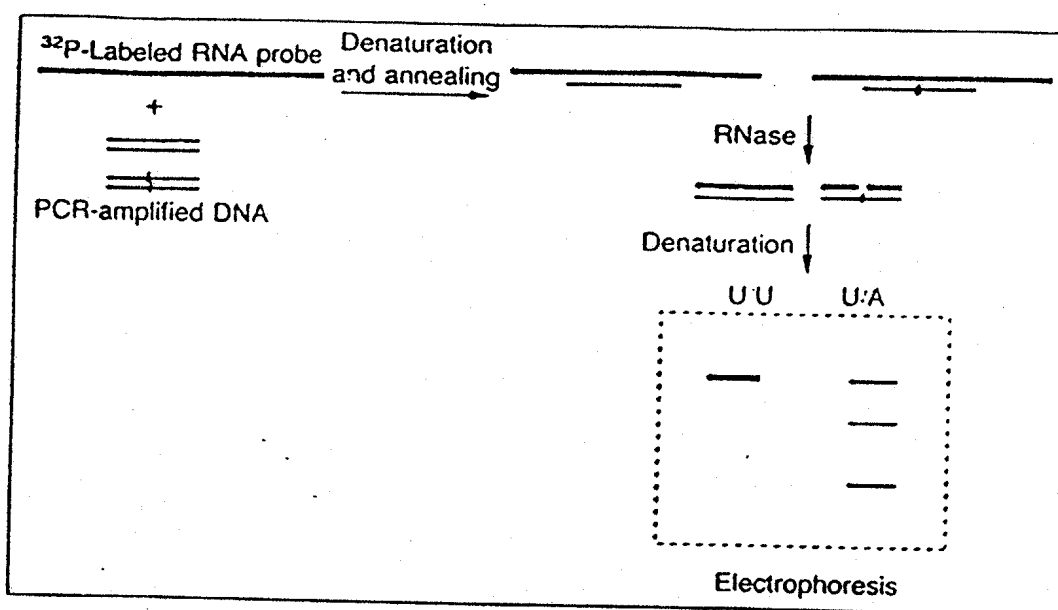 ³²P-Labeled RNA probe
Denaturation
and annealing
+
PCR-amplified DNA
RNase
Denaturation
U/U
U/A
Electrophoresis